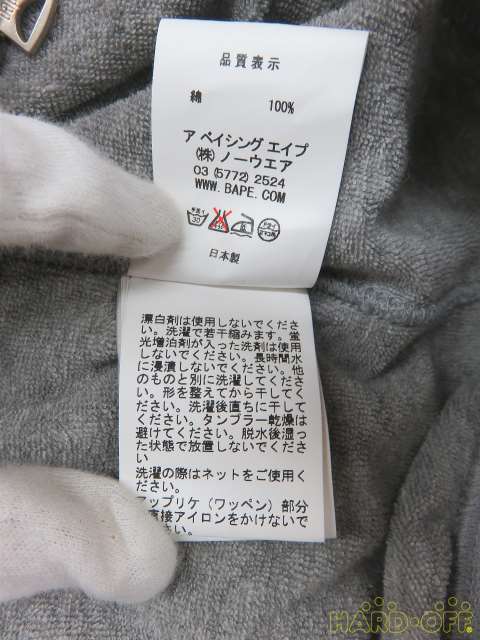 品質表示
綿 100%
ア ベイシング エイプ
(株) ノーウエア
03 (5772) 2524
WWW.BAPE.COM
日本製
漂白剤は使用しないでくださ
い。洗濯で若干縮みます。蛍
光増泊剤が入った洗剤は使用
しないでください。長時間水
に浸漬しないでください。他
のものと別に洗濯してくださ
い。形を整えてから干してく
ださい。洗濯後直ちに干して
ください。タンブラー乾燥は
避けてください。脱水後湿っ
た状態で放置しないでくださ
い
洗濯の際はネットをご使用く
ださい。
アップリケ (ワッペン) 部分
直接アイロンをかけないで
HARD・OFF